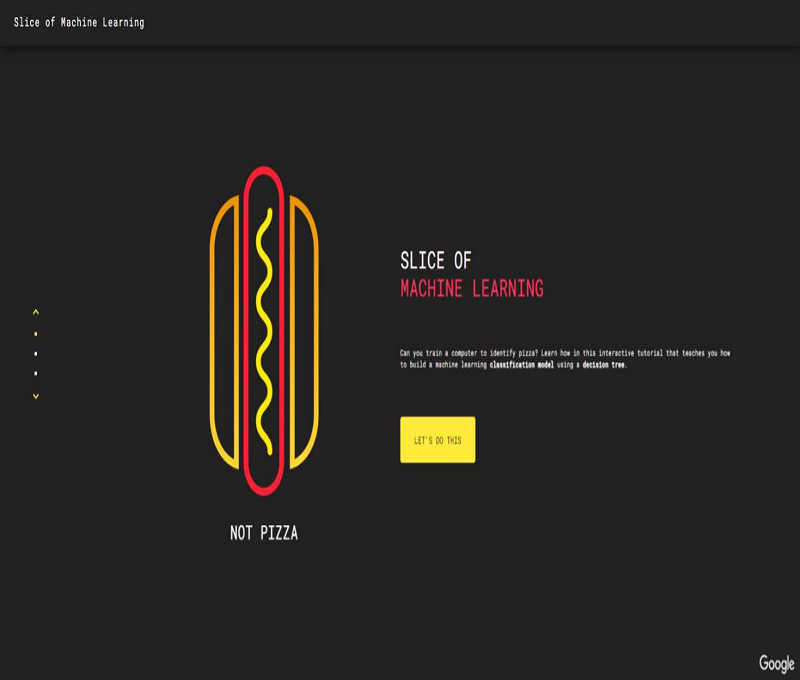 Slice of Machine Learning
SLICE OF
MACHINE LEARNING
Can you train a computer to identify pizza? Learn how in this interactive tutorial that teaches you how
to build a machine learning classification model using a decision tree.
LET'S DO THIS
NOT PIZZA
Google